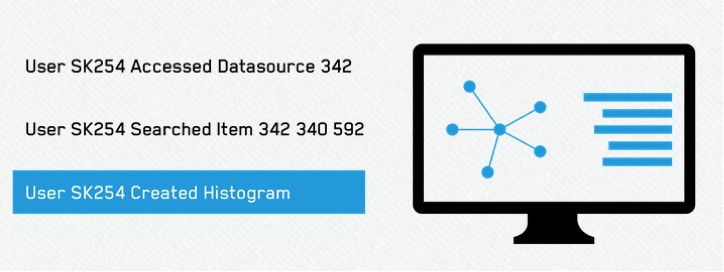 User SK254 Accessed Datasource 342
User SK254 Searched Item 342 340 592
User SK254 Created Histogram